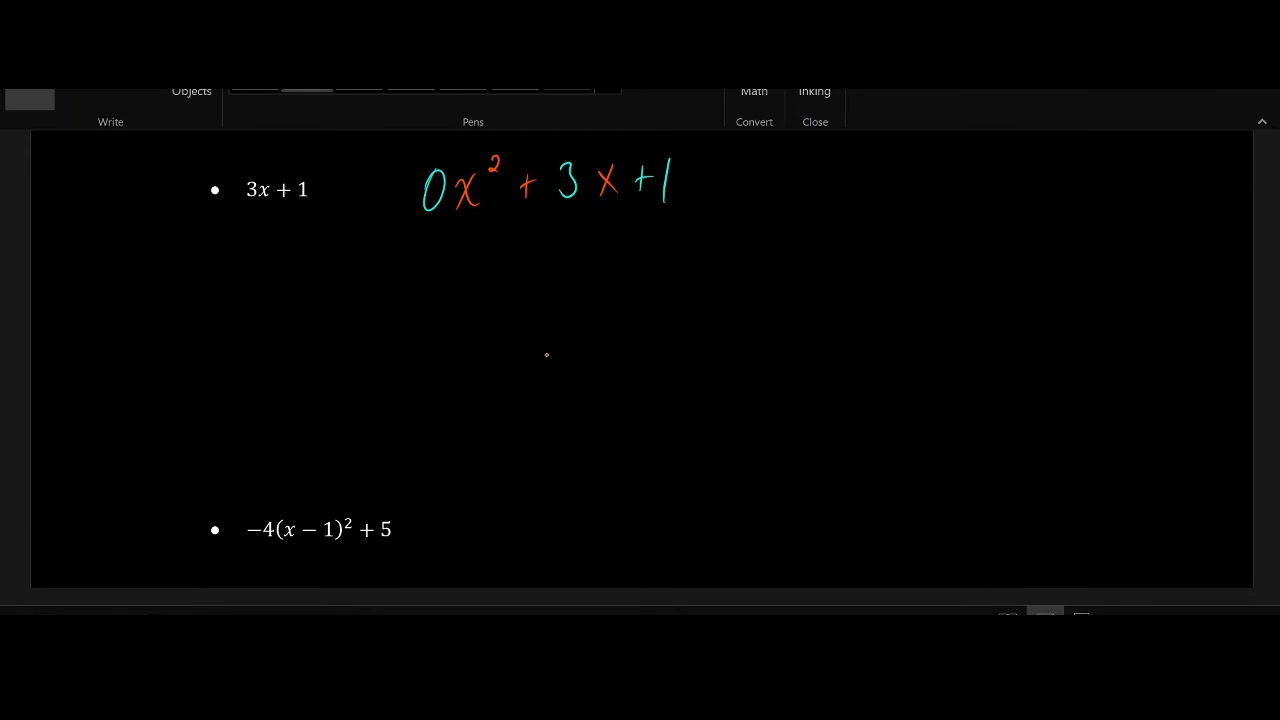 Objects Math Inking
Write Pens Convert Close
• 3x + 1 0x² + 3x + 1
• −4(x − 1)² + 5